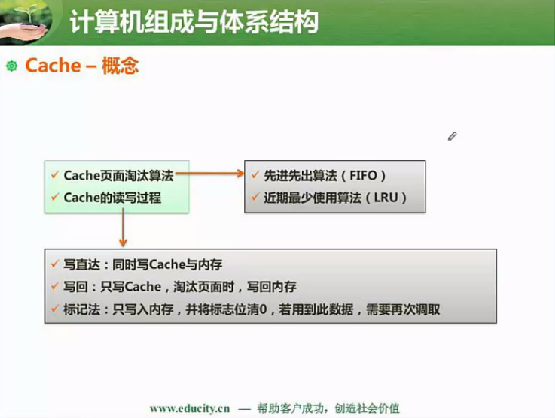 计算机组成与体系结构
Cache – 概念
Cache页面淘汰算法
Cache的读写过程
先进先出算法（FIFO）
近期最少使用算法（LRU）
写直达：同时写Cache与内存
写回：只写Cache，淘汰页面时，写回内存
标记法：只写入内存，并将标志位清0，若用到此数据，需要再次调取
www.educity.cn — 帮助客户成功，创造社会价值